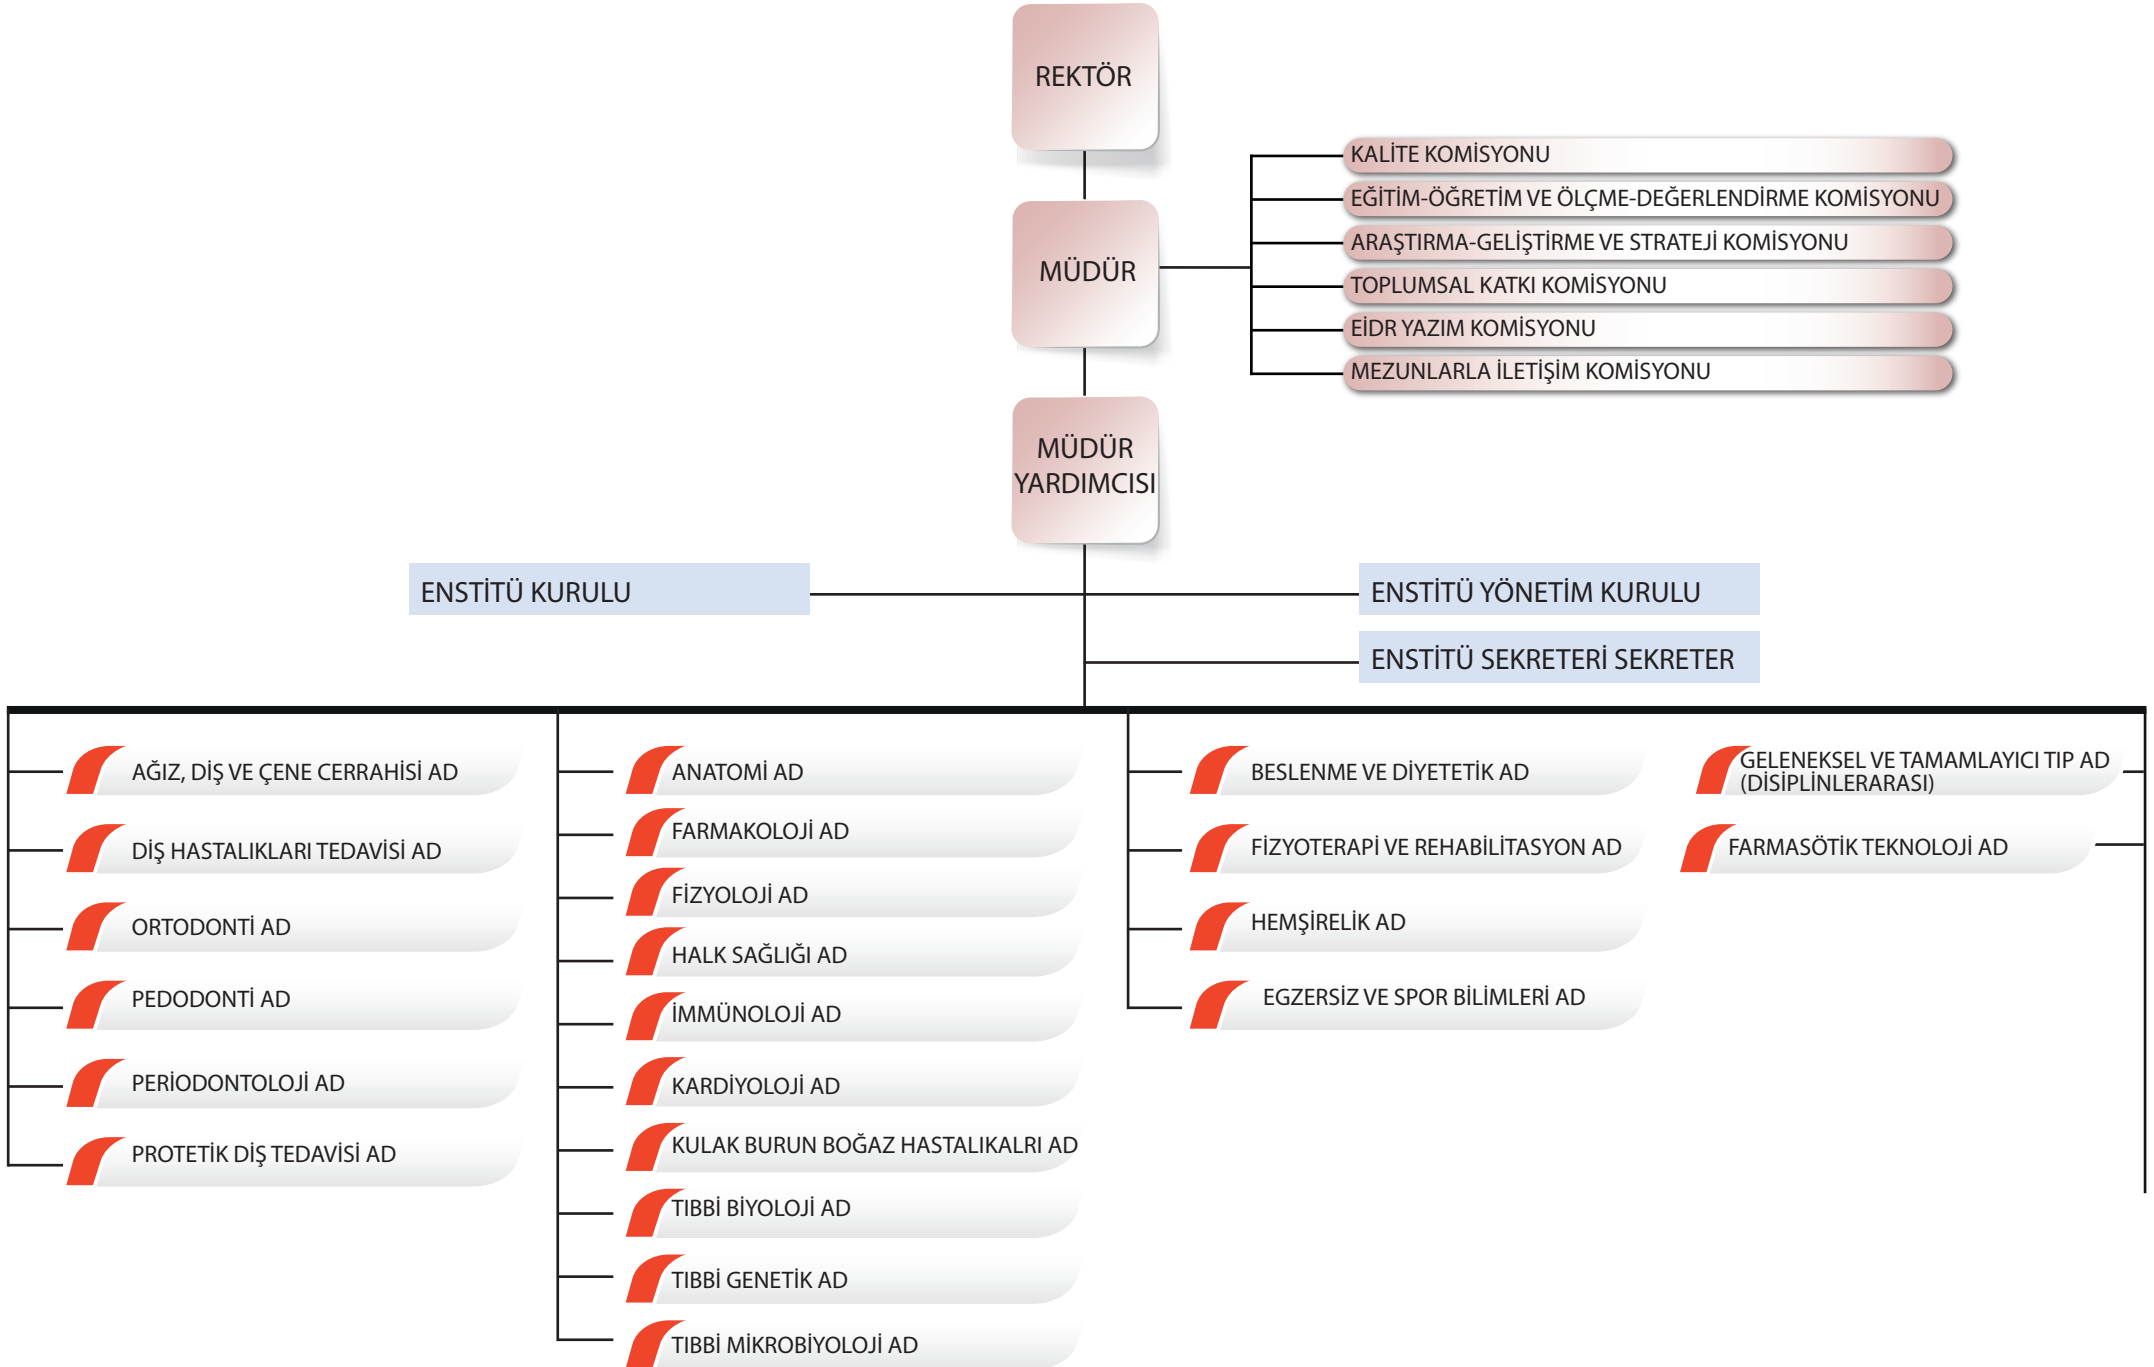 REKTÖR
MÜDÜR
MÜDÜR
YARDIMCISI
KALİTE KOMİSYONU
EĞİTİM-ÖĞRETİM VE ÖLÇME-DEĞERLENDİRME KOMİSYONU
ARAŞTIRMA-GELİŞTİRME VE STRATEJİ KOMİSYONU
TOPLUMSAL KATKI KOMİSYONU
EİDR YAZIM KOMİSYONU
MEZUNLARLA İLETİŞİM KOMİSYONU
ENSTİTÜ KURULU
ENSTİTÜ YÖNETİM KURULU
ENSTİTÜ SEKRETERİ SEKRETER
AĞIZ, DİŞ VE ÇENE CERRAHİSİ AD
DİŞ HASTALIKLARI TEDAVİSİ AD
ORTODONTİ AD
PEDODONTİ AD
PERİODONTOLOJİ AD
PROTETİK DİŞ TEDAVİSİ AD
ANATOMİ AD
FARMAKOLOJİ AD
FİZYOLOJİ AD
HALK SAĞLIĞI AD
İMMÜNOLOJİ AD
KARDİYOLOJİ AD
KULAK BURUN BOĞAZ HASTALIKALRI AD
TIBBİ BİYOLOJİ AD
TIBBİ GENETİK AD
TIBBİ MİKROBİYOLOJİ AD
BESLENME VE DİYETETİK AD
FİZYOTERAPİ VE REHABİLİTASYON AD
HEMŞİRELİK AD
EGZERSİZ VE SPOR BİLİMLERİ AD
GELENEKSEL VE TAMAMLAYICI TIP AD
(DİSİPLİNLERARASI)
FARMASÖTİK TEKNOLOJİ AD